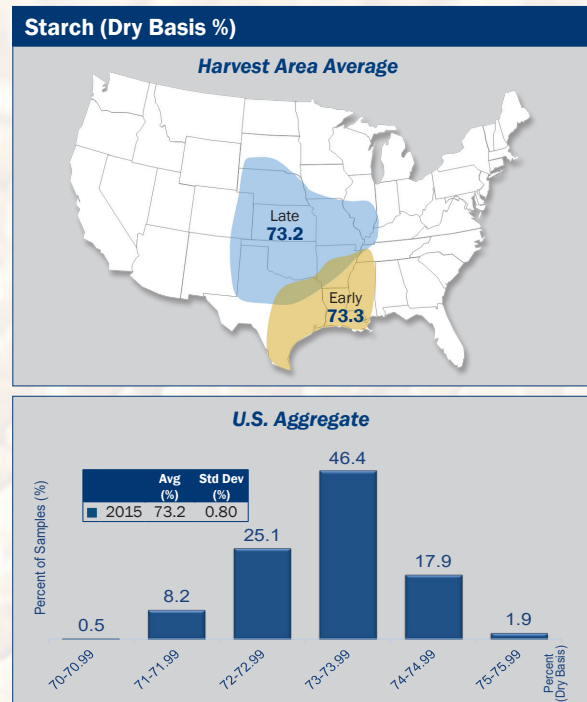 Starch (Dry Basis %)
Harvest Area Average
Late
73.2
Early
73.3
U.S. Aggregate
Percent of Samples (%)
Avg Std Dev
(%) (%)
2015 73.2 0.80
0.5
8.2
25.1
46.4
17.9
1.9
70-70.99
71-71.99
72-72.99
73-73.99
74-74.99
75-75.99
Percent
(Dry Basis)